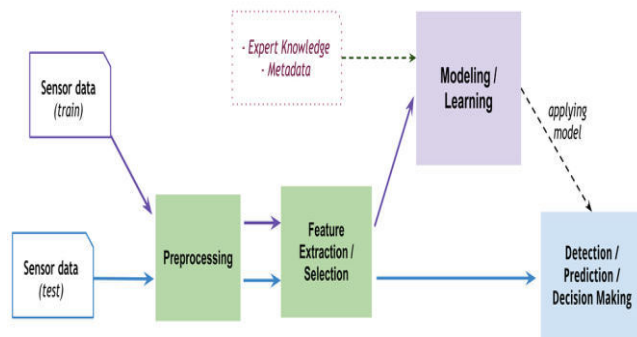 - Expert Knowledge
- Metadata
Modeling /
Learning
Sensor data
(train)
applying
model
Preprocessing
Feature
Extraction /
Selection
Sensor data
(test)
Detection /
Prediction /
Decision Making